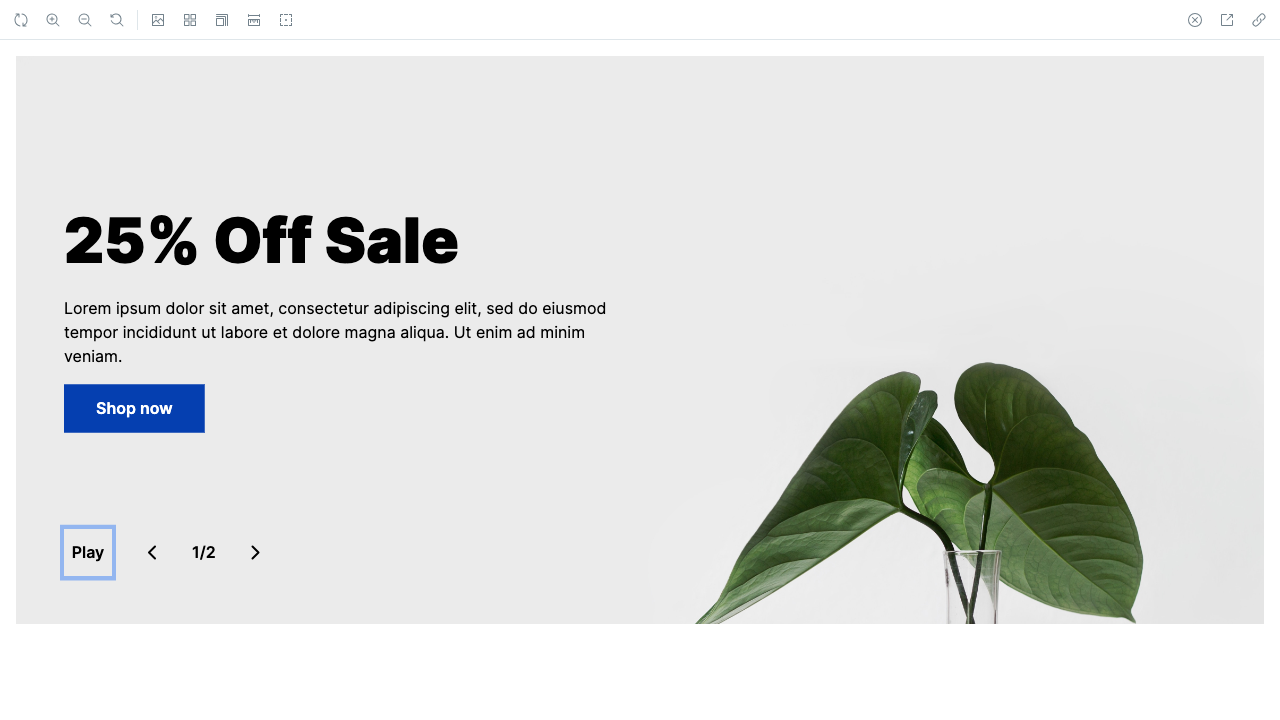 25% Off Sale
Lorem ipsum dolor sit amet, consectetur adipiscing elit, sed do eiusmod
tempor incididunt ut labore et dolore magna aliqua. Ut enim ad minim
veniam.
Shop now
Play
1/2